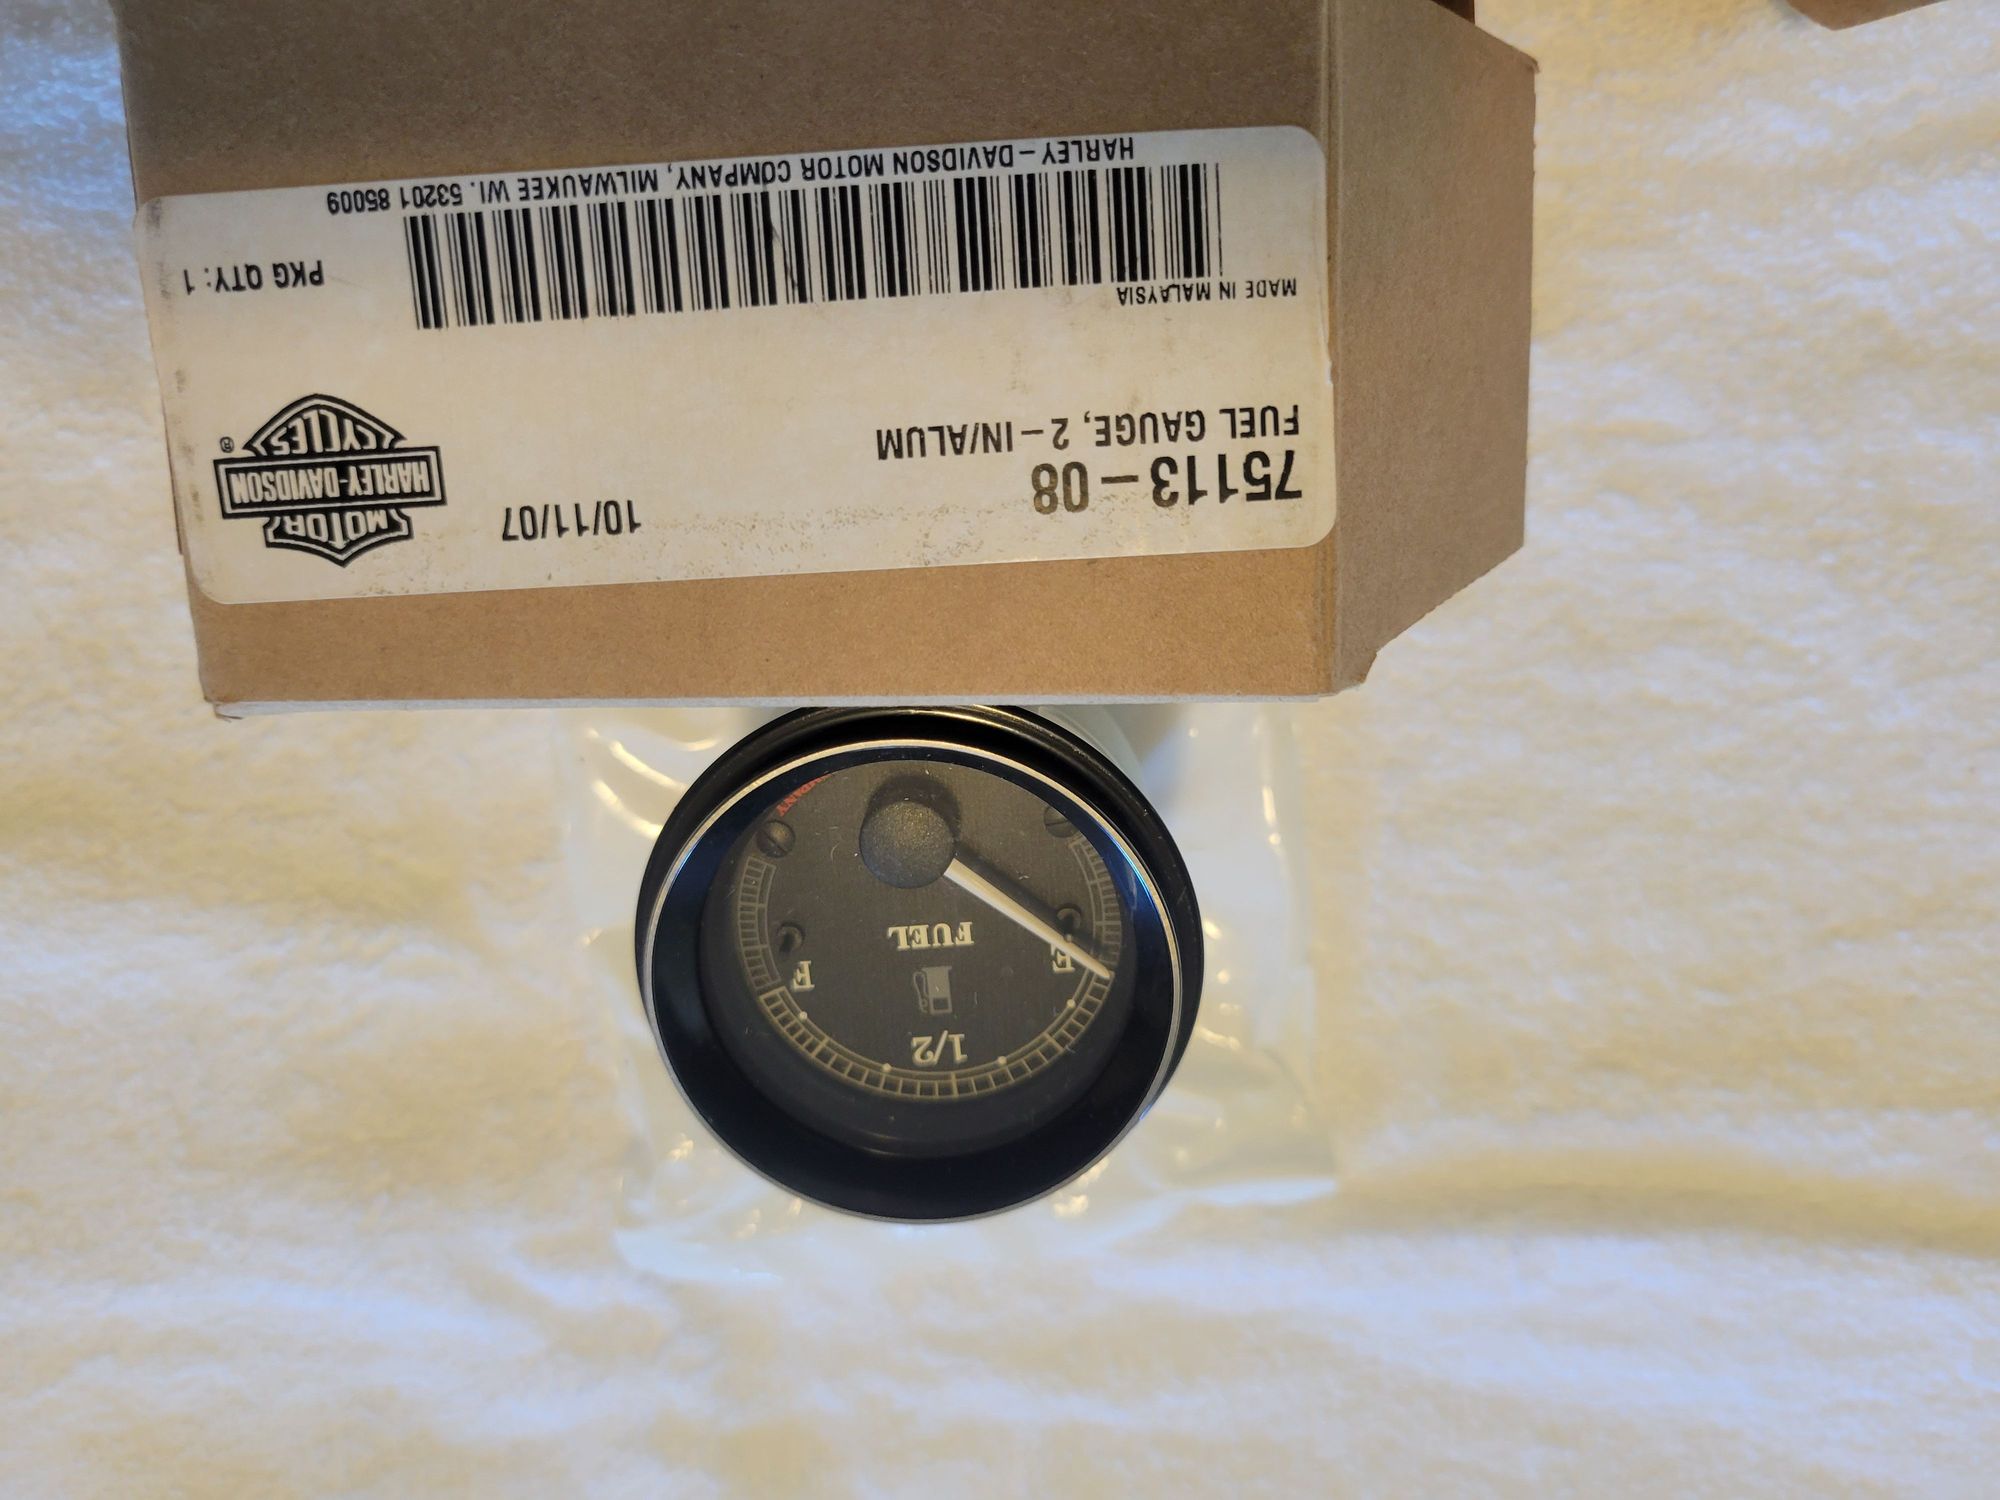 75113-08
10/11/07
FUEL GAUGE, 2-IN/ALUM
MOTOR
HARLEY-DAVIDSON
CYCLES
®
MADE IN MALAYSIA
PKG QTY: 1
HARLEY-DAVIDSON MOTOR COMPANY, MILWAUKEE WI. 53201 85009
1/2
E
F
FUEL